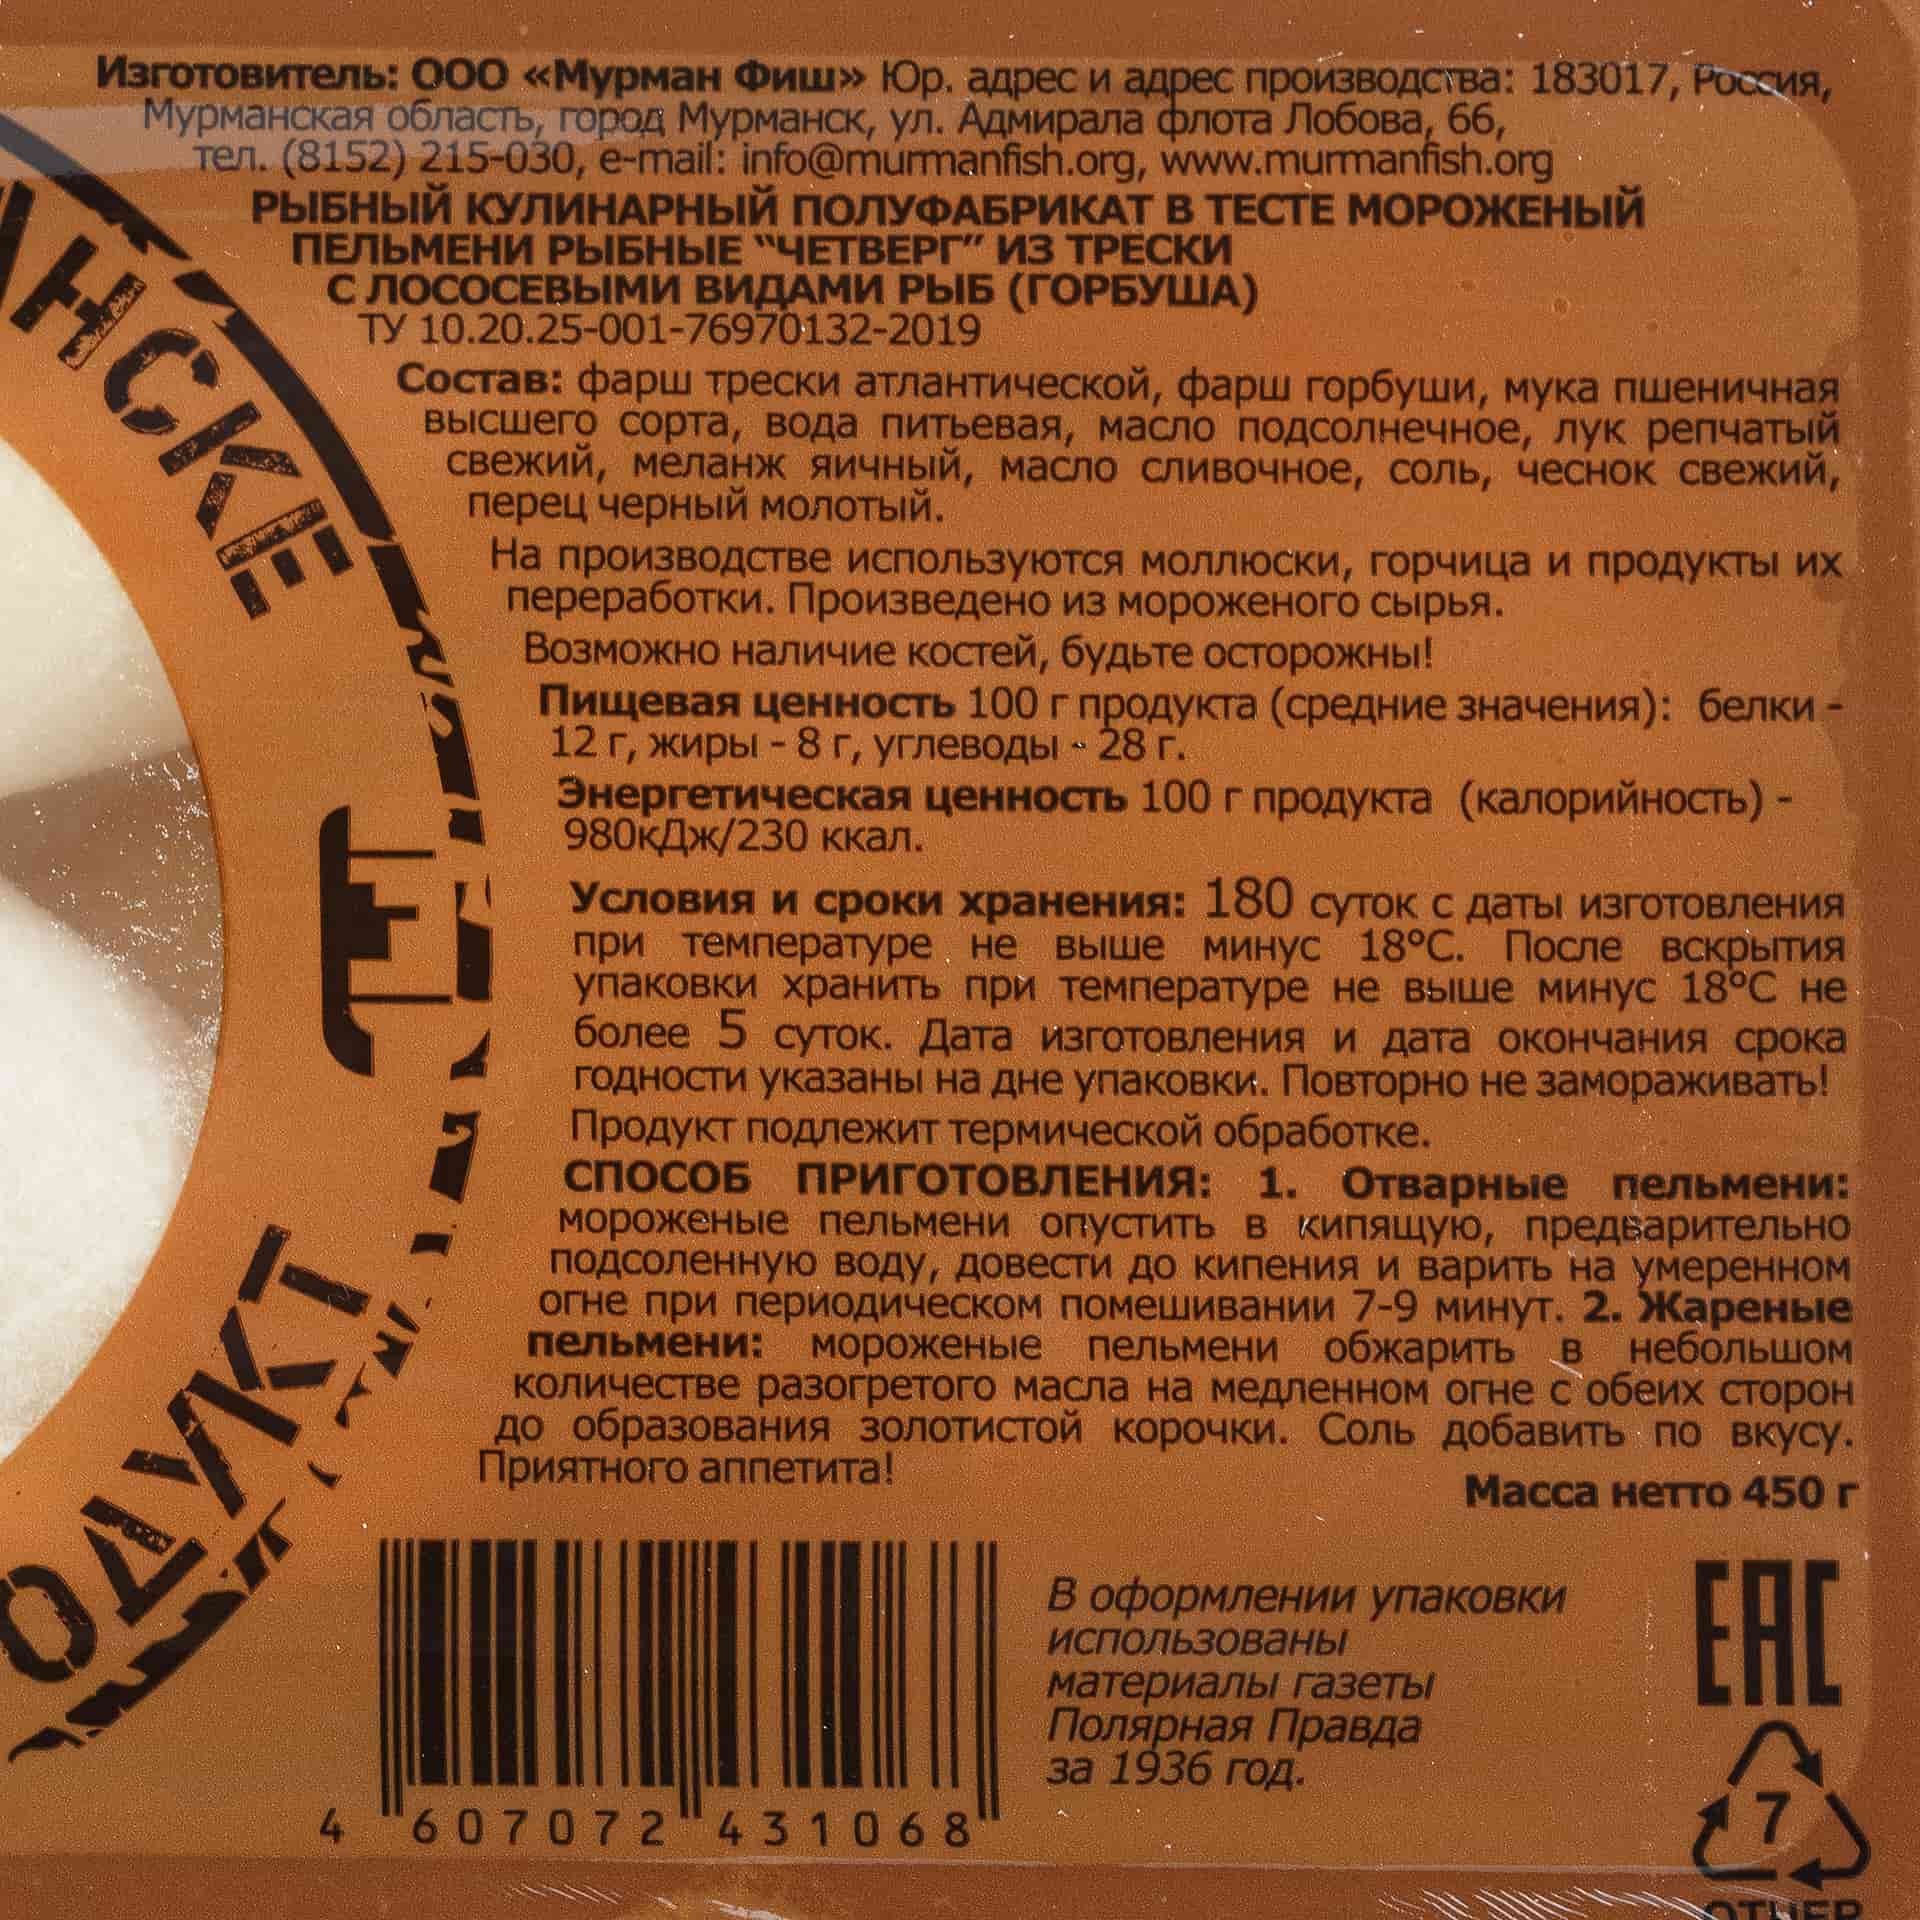 Изготовитель: ООО «Мурман Фиш» Юр. адрес и адрес производства: 183017, Россия,
Мурманская область, город Мурманск, ул. Адмирала флота Лобова, 66,
тел. (8152) 215-030, e-mail: info@murmanfish.org, www.murmanfish.org
РЫБНЫЙ КУЛИНАРНЫЙ ПОЛУФАБРИКАТ В ТЕСТЕ МОРОЖЕНЫЙ
ПЕЛЬМЕНИ РЫБНЫЕ "ЧЕТВЕРГ" ИЗ ТРЕСКИ
С ЛОСОСЕВЫМИ ВИДАМИ РЫБ (ГОРБУША)
ТУ 10.20.25-001-76970132-2019
Состав: фарш трески атлантической, фарш горбуши, мука пшеничная
высшего сорта, вода питьевая, масло подсолнечное, лук репчатый
свежий, меланж яичный, масло сливочное, соль, чеснок свежий,
перец черный молотый.
На производстве используются моллюски, горчица и продукты их
переработки. Произведено из мороженого сырья.
Возможно наличие костей, будьте осторожны!
Пищевая ценность 100 г продукта (средние значения): белки -
12 г, жиры - 8 г, углеводы - 28 г.
Энергетическая ценность 100 г продукта (калорийность) -
980кДж/230 ккал.
Условия и сроки хранения: 180 суток с даты изготовления
при температуре не выше минус 18°С. После вскрытия
упаковки хранить при температуре не выше минус 18°С не
более 5 суток. Дата изготовления и дата окончания срока
годности указаны на дне упаковки. Повторно не замораживать!
Продукт подлежит термической обработке.
СПОСОБ ПРИГОТОВЛЕНИЯ: 1. Отварные пельмени:
мороженые пельмени опустить в кипящую, предварительно
подсоленную воду, довести до кипения и варить на умеренном
огне при периодическом помешивании 7-9 минут. 2. Жареные
пельмени: мороженые пельмени обжарить в небольшом
количестве разогретого масла на медленном огне с обеих сторон
до образования золотистой корочки. Соль добавить по вкусу.
Приятного аппетита!
Масса нетто 450 г
В оформлении упаковки
использованы
материалы газеты
Полярная Правда
за 1936 год.
4 607072 431068
EAC
7
OTHER
НСКЕ
ОДУКТ